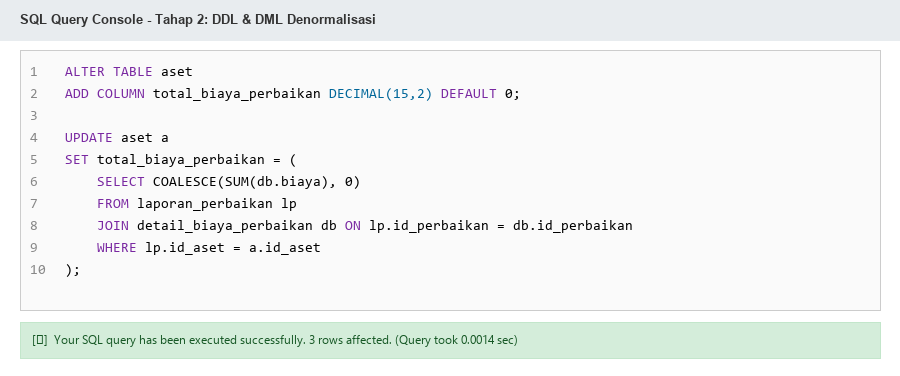 SQL Query Console - Tahap 2: DDL & DML Denormalisasi
1 ALTER TABLE aset
2 ADD COLUMN total_biaya_perbaikan DECIMAL(15,2) DEFAULT 0;
3
4 UPDATE aset a
5 SET total_biaya_perbaikan = (
6     SELECT COALESCE(SUM(db.biaya), 0)
7     FROM laporan_perbaikan lp
8     JOIN detail_biaya_perbaikan db ON lp.id_perbaikan = db.id_perbaikan
9     WHERE lp.id_aset = a.id_aset
10 );
[▯] Your SQL query has been executed successfully. 3 rows affected. (Query took 0.0014 sec)